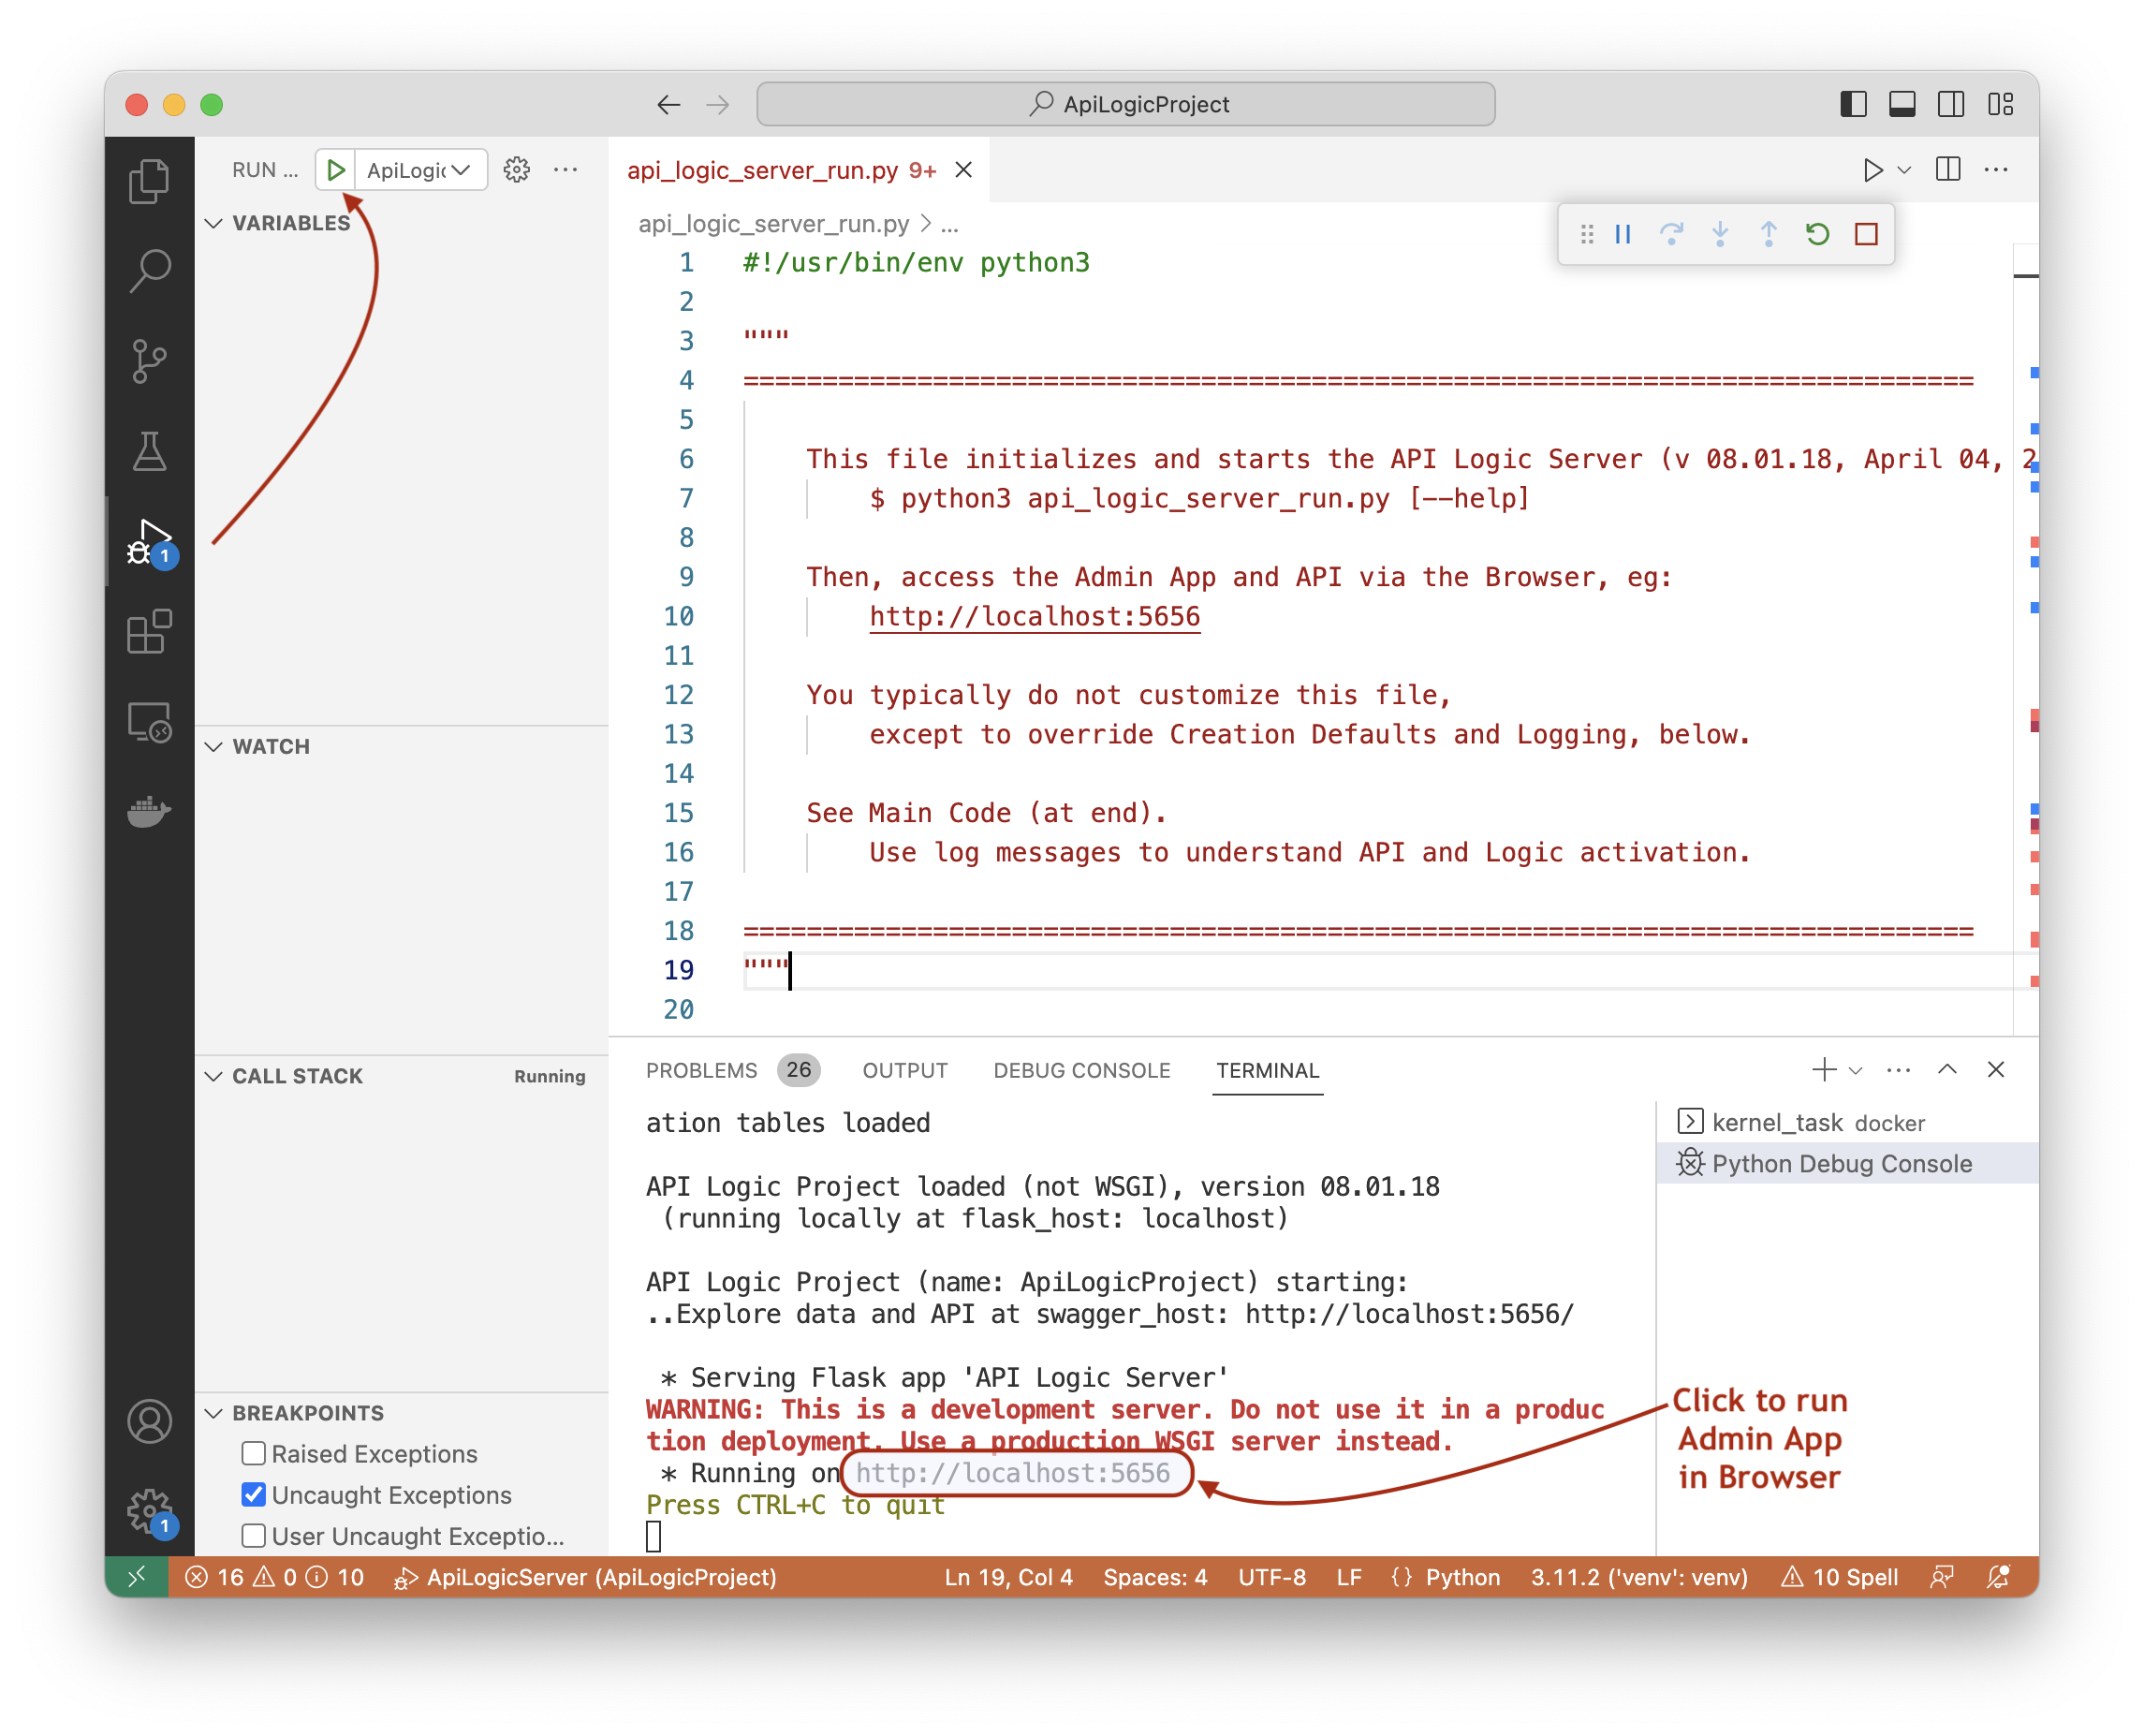 ApiLogicProject
RUN ...
ApiLogic
api_logic_server_run.py 9+
VARIABLES
WATCH
CALL STACK
Running
BREAKPOINTS
Raised Exceptions
Uncaught Exceptions
User Uncaught Exceptio...
1
1
api_logic_server_run.py > ...
1 #!/usr/bin/env python3
2
3 """
4 ==============================================================================
5
6 This file initializes and starts the API Logic Server (v 08.01.18, April 04, 2
7 $ python3 api_logic_server_run.py [--help]
8
9 Then, access the Admin App and API via the Browser, eg:
10 http://localhost:5656
11
12 You typically do not customize this file,
13 except to override Creation Defaults and Logging, below.
14
15 See Main Code (at end).
16 Use log messages to understand API and Logic activation.
17
18 ==============================================================================
19 """
20
PROBLEMS 26 OUTPUT DEBUG CONSOLE TERMINAL
ation tables loaded
API Logic Project loaded (not WSGI), version 08.01.18
(running locally at flask_host: localhost)
API Logic Project (name: ApiLogicProject) starting:
..Explore data and API at swagger_host: http://localhost:5656/
* Serving Flask app 'API Logic Server'
WARNING: This is a development server. Do not use it in a produc
tion deployment. Use a production WSGI server instead.
* Running on http://localhost:5656
Press CTRL+C to quit
kernel_task docker
Python Debug Console
Click to run
Admin App
in Browser
16 0 10 ApiLogicServer (ApiLogicProject) Ln 19, Col 4 Spaces: 4 UTF-8 LF {} Python 3.11.2 ('venv': venv) 10 Spell